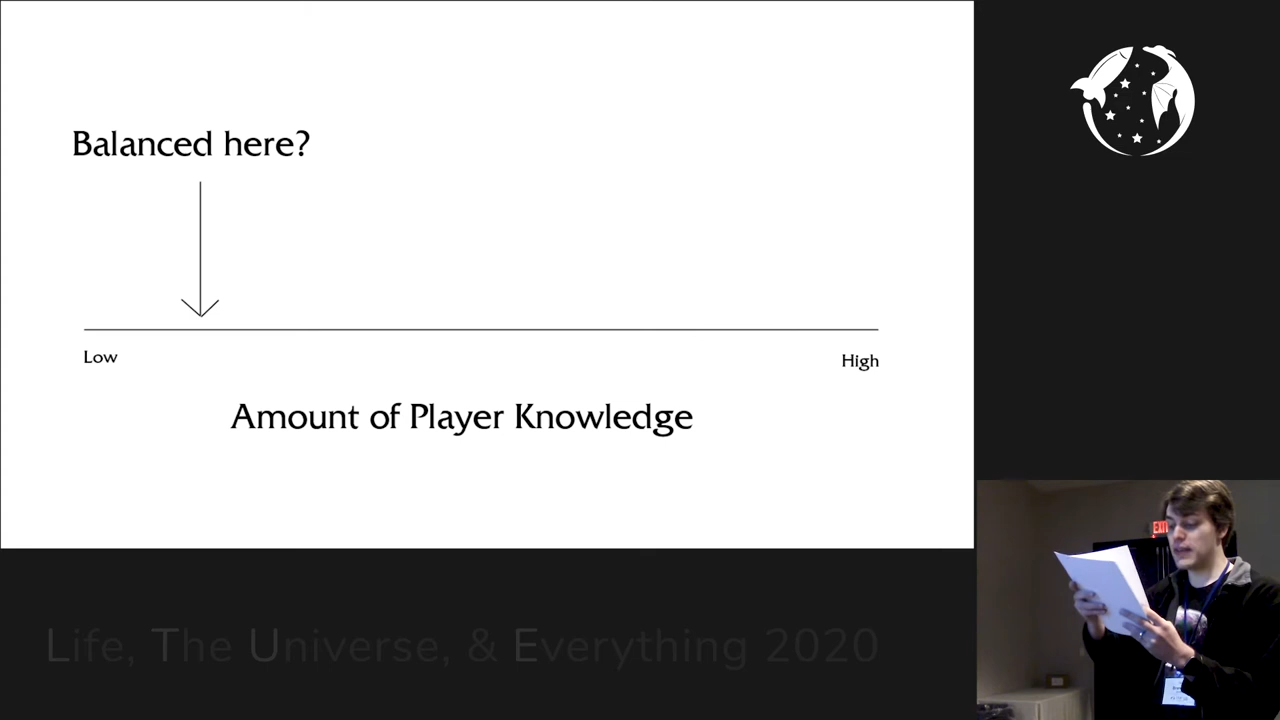 Balanced here?
Low
High
Amount of Player Knowledge
EXIT
Life, The Universe, & Everything 2020